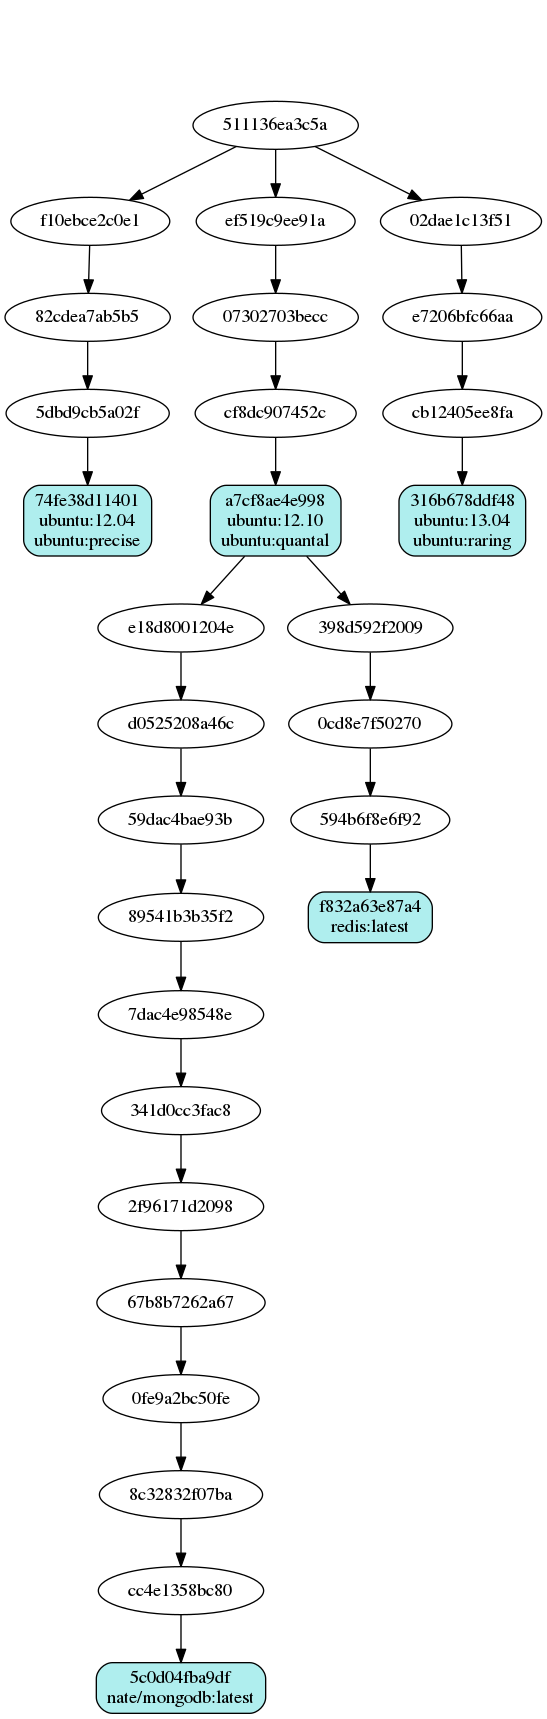 511136ea3c5a
f10ebce2c0e1
ef519c9ee91a
02dae1c13f51
82cdea7ab5b5
07302703becc
e7206bfc66aa
5dbd9cb5a02f
cf8dc907452c
cb12405ee8fa
74fe38d11401
ubuntu:12.04
ubuntu:precise
a7cf8ae4e998
ubuntu:12.10
ubuntu:quantal
316b678ddf48
ubuntu:13.04
ubuntu:raring
e18d8001204e
398d592f2009
d0525208a46c
0cd8e7f50270
59dac4bae93b
594b6f8e6f92
89541b3b35f2
f832a63e87a4
redis:latest
7dac4e98548e
341d0cc3fac8
2f96171d2098
67b8b7262a67
0fe9a2bc50fe
8c32832f07ba
cc4e1358bc80
5c0d04fba9df
nate/mongodb:latest